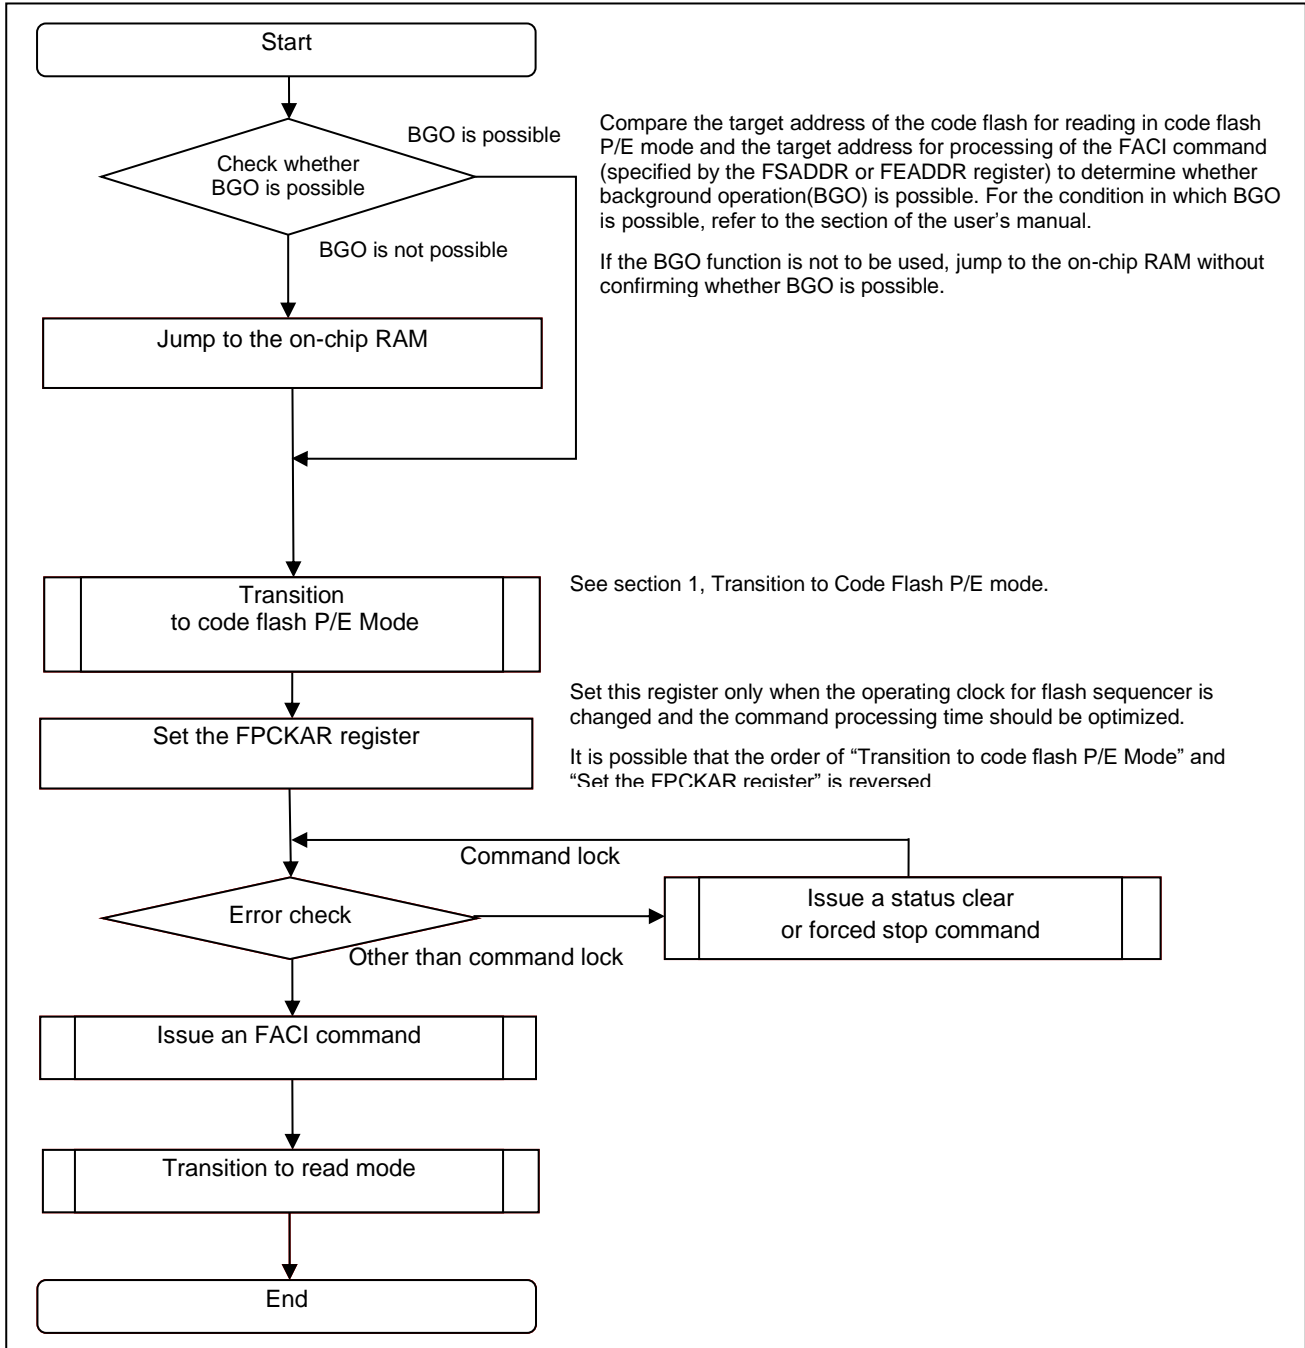 Start
BGO is possible
Check whether
BGO is possible
BGO is not possible
Compare the target address of the code flash for reading in code flash
P/E mode and the target address for processing of the FACI command
(specified by the FSADDR or FEADDR register) to determine whether
background operation(BGO) is possible. For the condition in which BGO
is possible, refer to the section of the user's manual.
If the BGO function is not to be used, jump to the on-chip RAM without
confirming whether BGO is possible.
Jump to the on-chip RAM
Transition
to code flash P/E Mode
See section 1, Transition to Code Flash P/E mode.
Set the FPCKAR register
Set this register only when the operating clock for flash sequencer is
changed and the command processing time should be optimized.
It is possible that the order of “Transition to code flash P/E Mode” and
“Set the FPCKAR register” is reversed
Command lock
Error check
Issue a status clear
or forced stop command
Other than command lock
Issue an FACI command
Transition to read mode
End